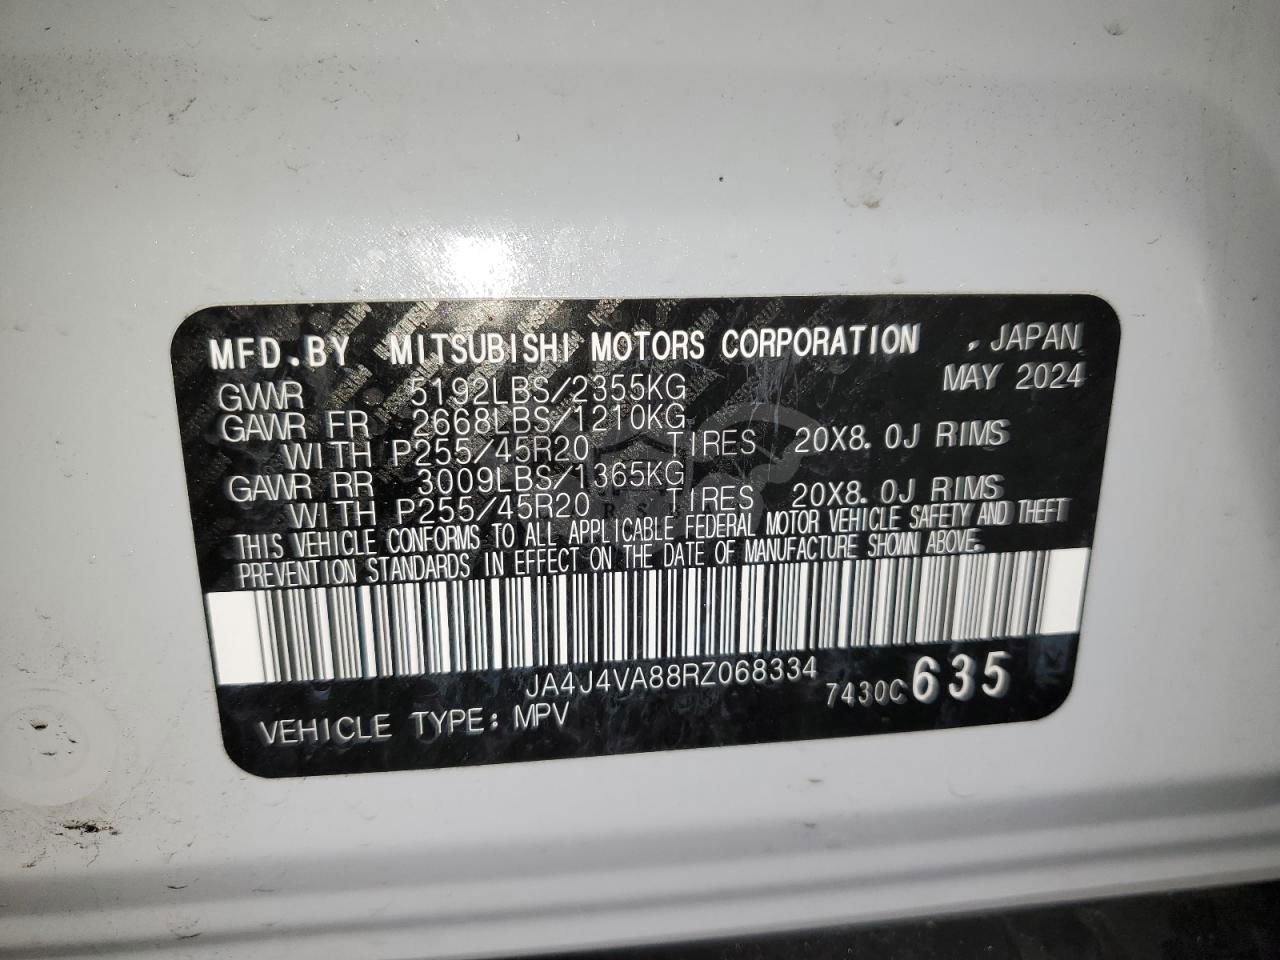 MFD.BY MITSUBISHI MOTORS CORPORATION , JAPAN
MAY 2024
GVWR 5192LBS/2355KG
GAWR FR 2668LBS/1210KG
WITH P255/45R20 TIRES 20X8.0J RIMS
GAWR RR 3009LBS/1365KG
WITH P255/45R20 TIRES 20X8.0J RIMS
THIS VEHICLE CONFORMS TO ALL APPLICABLE FEDERAL MOTOR VEHICLE SAFETY AND THEFT
PREVENTION STANDARDS IN EFFECT ON THE DATE OF MANUFACTURE SHOWN ABOVE.
JA4J4VA88RZ068334
7430C 635
VEHICLE TYPE: MPV